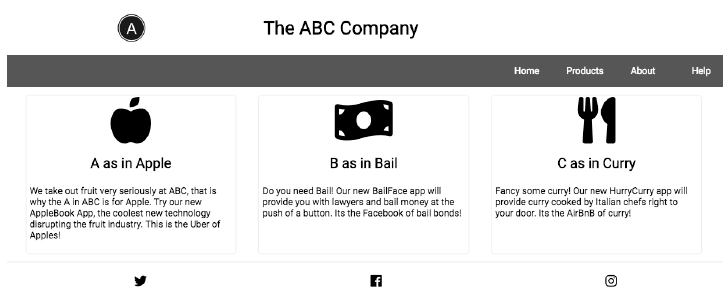 A
The ABC Company
Home Products About Help
A as in Apple
We take out fruit very seriously at ABC, that is
why the A in ABC is for Apple. Try our new
AppleBook App, the coolest new technology
disrupting the fruit industry. This is the Uber of
Apples!
B as in Bail
Do you need Bail! Our new BailFace app will
provide you with lawyers and bail money at the
push of a button. Its the Facebook of bail bonds!
C as in Curry
Fancy some curry! Our new HurryCurry app will
provide curry cooked by Italian chefs right to
your door. Its the AirBnB of curry!